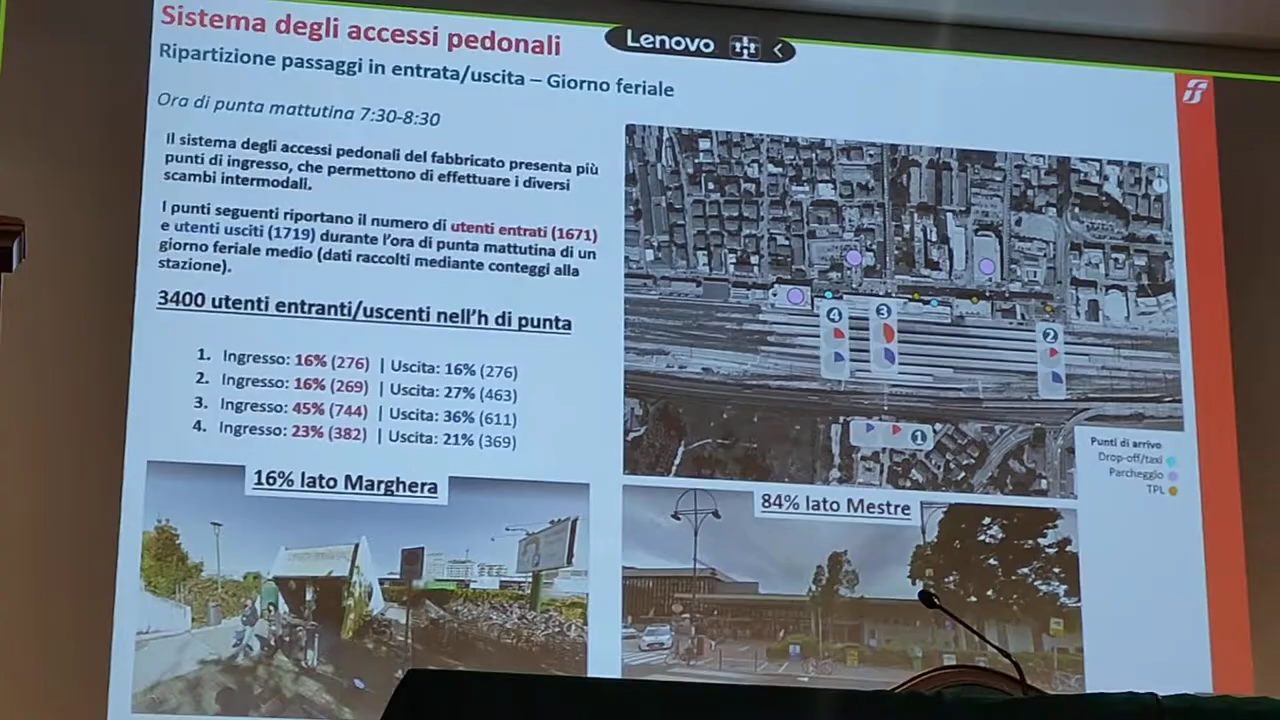 Sistema degli accessi pedonali
Lenovo
Ripartizione passaggi in entrata/uscita – Giorno feriale
Ora di punta mattutina 7:30-8:30
Il sistema degli accessi pedonali del fabbricato presenta più
punti di ingresso, che permettono di effettuare i diversi
scambi intermodali.
I punti seguenti riportano il numero di utenti entrati (1671)
e utenti usciti (1719) durante l'ora di punta mattutina di un
giorno feriale medio (dati raccolti mediante conteggi alla
stazione).
3400 utenti entranti/uscenti nell'h di punta
1. Ingresso: 16% (276) | Uscita: 16% (276)
2. Ingresso: 16% (269) | Uscita: 27% (463)
3. Ingresso: 45% (744) | Uscita: 36% (611)
4. Ingresso: 23% (382) | Uscita: 21% (369)
4
3
2
1
Punti di arrivo
Drop-off/taxi
Parcheggio
TPL
16% lato Marghera
84% lato Mestre